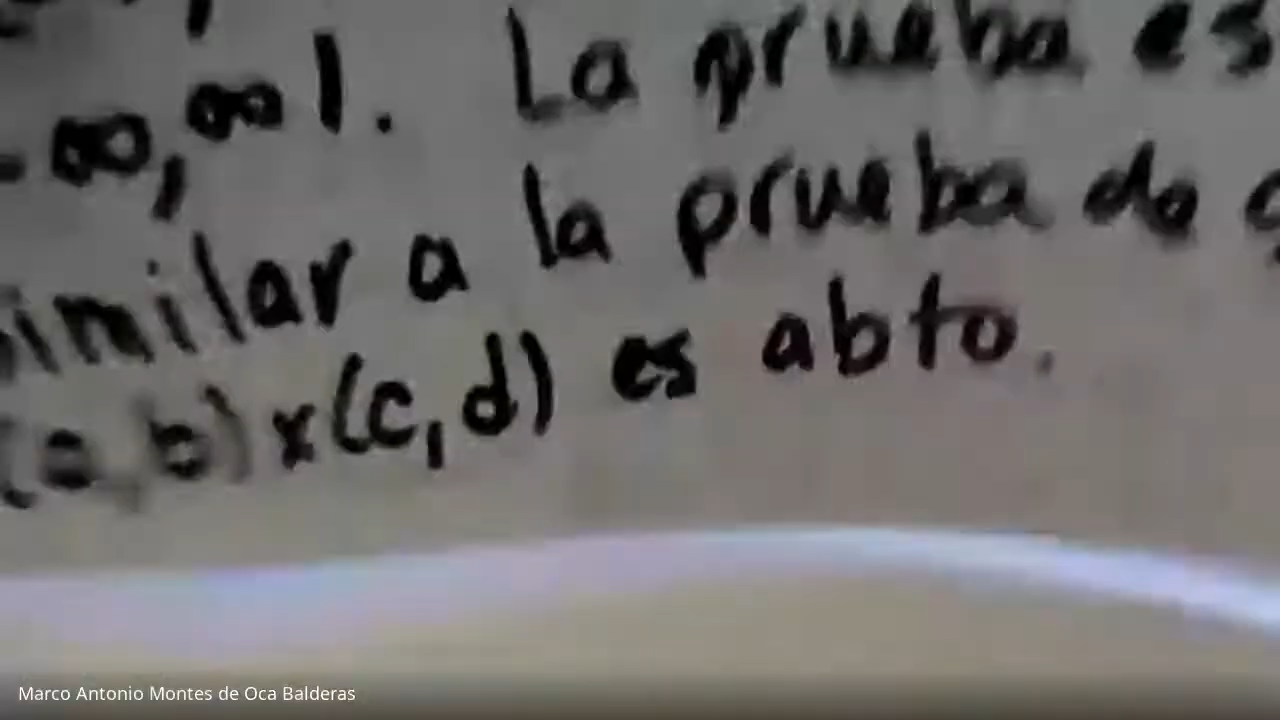 -∞,∞). La prueba es
similar a la prueba de
(a,b)x(c,d) es abto.
Marco Antonio Montes de Oca Balderas